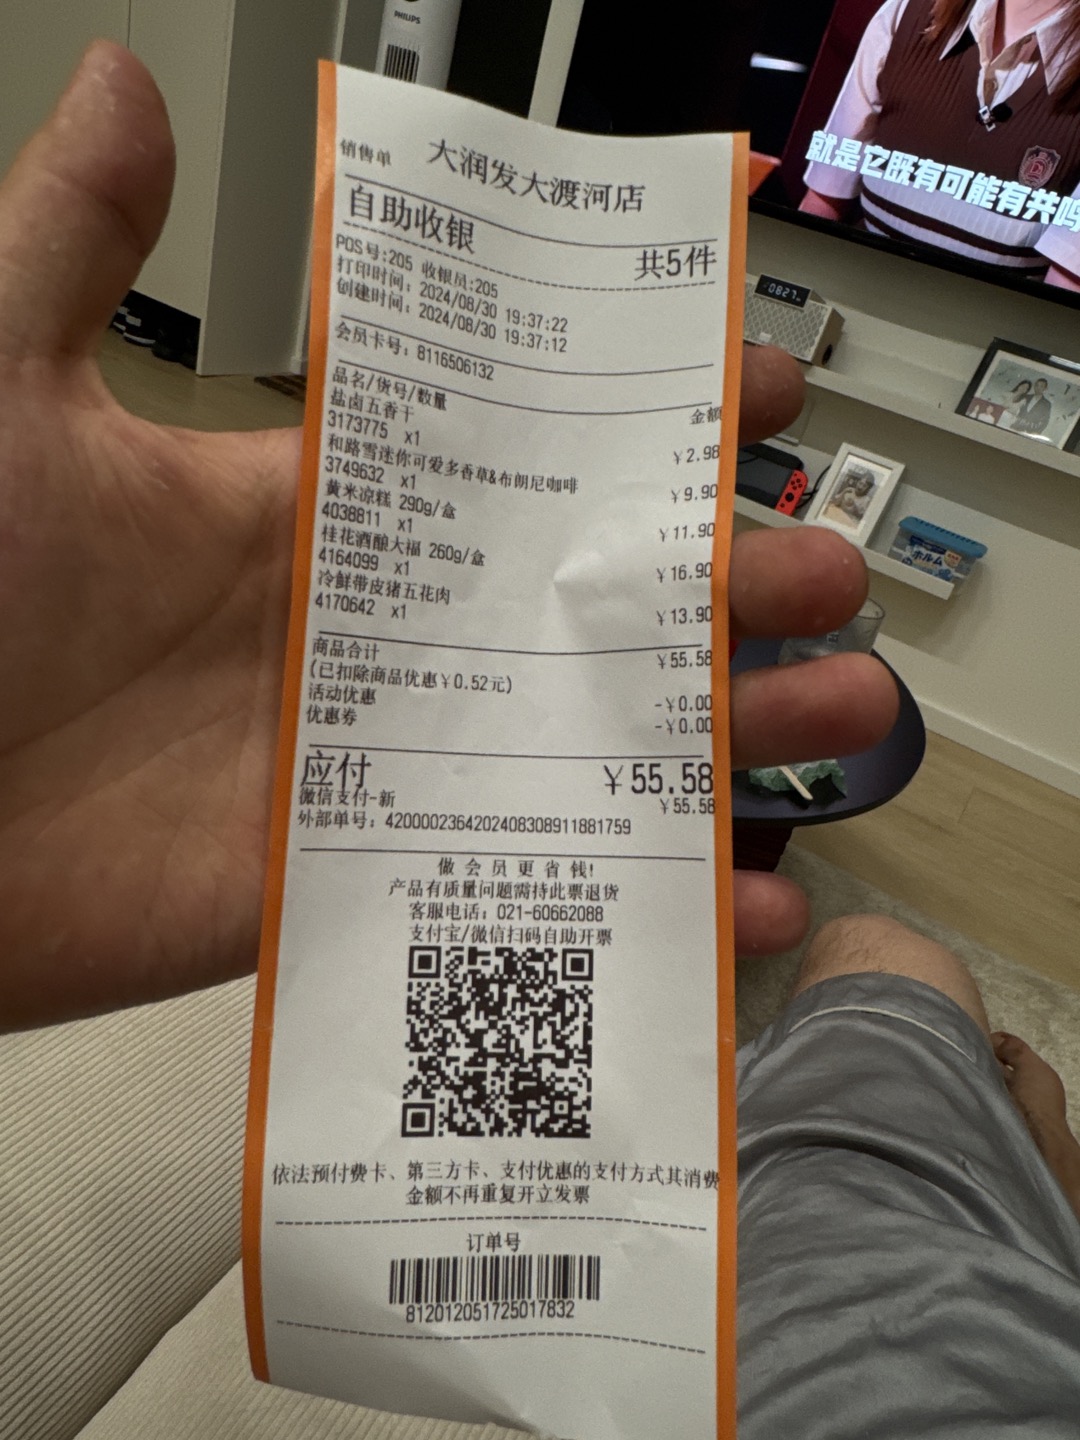 PHILIPS
就是它既有可能有共鸣
0827
ホルム
销售单
大润发大渡河店
自助收银
共5件
POS号:205 收银员:205
打印时间: 2024/08/30 19:37:22
创建时间: 2024/08/30 19:37:12
会员卡号: 8116506132
品名/货号/数量 金额
盐卤五香干
3173775 x1 ¥2.98
和路雪迷你可爱多香草&布朗尼咖啡
3749632 x1 ¥9.90
黄米凉糕 290g/盒
4038811 x1 ¥11.90
桂花酒酿大福 260g/盒
4164099 x1 ¥16.90
冷鲜带皮猪五花肉
4170642 x1 ¥13.90
商品合计 ¥55.58
(已扣除商品优惠¥0.52元)
活动优惠 -¥0.00
优惠券 -¥0.00
应付 ¥55.58
微信支付-新 ¥55.58
外部单号: 4200002364202408308911881759
做会员更省钱!
产品有质量问题需持此票退货
客服电话: 021-60662088
支付宝/微信扫码自助开票
依法预付费卡、第三方卡、支付优惠的支付方式其消费
金额不再重复开立发票
订单号
812012051725017832